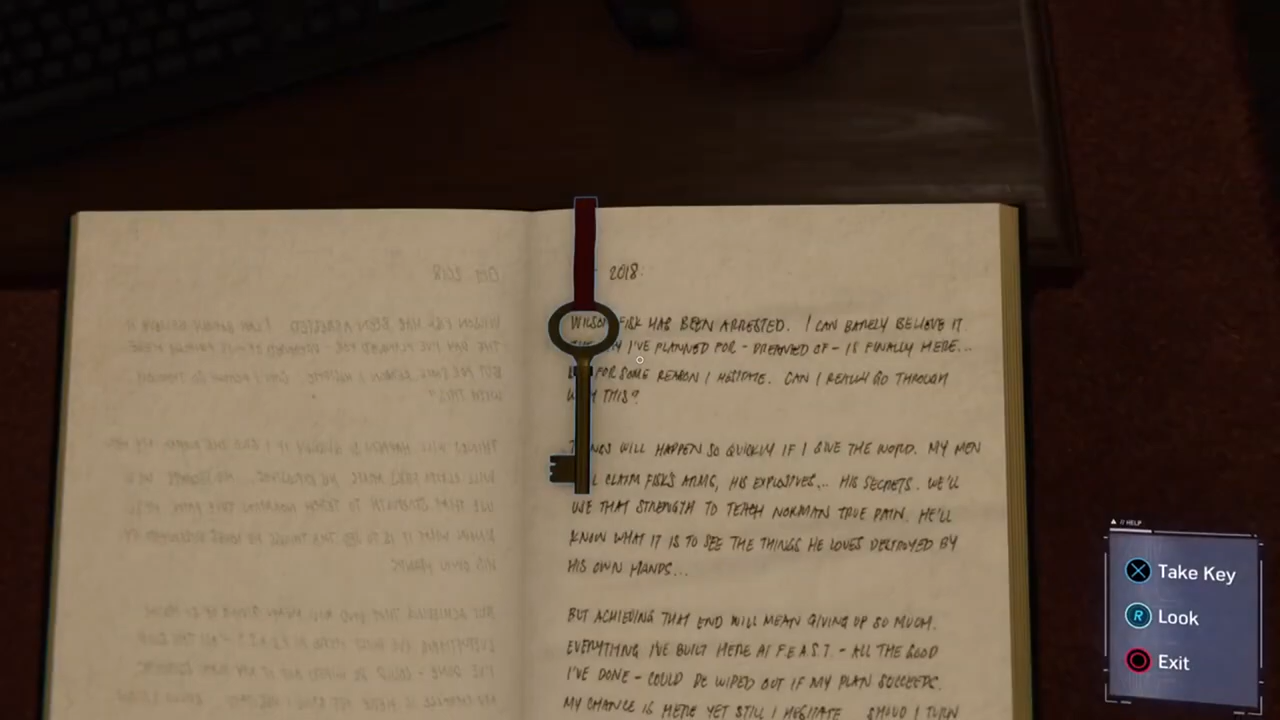 2018.
WILSON FISK HAS BEEN ARRESTED. I CAN BARELY BELIEVE IT.
I'VE PLANNED FOR - DREAMED OF - IS FINALLY HERE...
FOR SOME REASON I HESITATE. CAN I REALLY GO THROUGH
THIS?
WILL HAPPEN SO QUICKLY IF I GIVE THE WORD. MY MEN
CLAIM FISK'S ARMS, HIS EXPLOSIVES... HIS SECRETS. WE'LL
USE THAT STRENGTH TO TEACH NORMAN TRUE PAIN. HE'LL
KNOW WHAT IT IS TO SEE THE THINGS HE LOVES DESTROYED BY
HIS OWN HANDS...
BUT ACHIEVING THAT END WILL MEAN GIVING UP SO MUCH.
EVERYTHING I'VE BUILT HERE AT F.E.A.S.T. - ALL THE GOOD
I'VE DONE - COULD BE WIPED OUT IF MY PLAN SUCCEEDS.
MY CHANCE IS HERE YET STILL I HESITATE SHOULD I TURN
HELP
Take Key
R Look
Exit